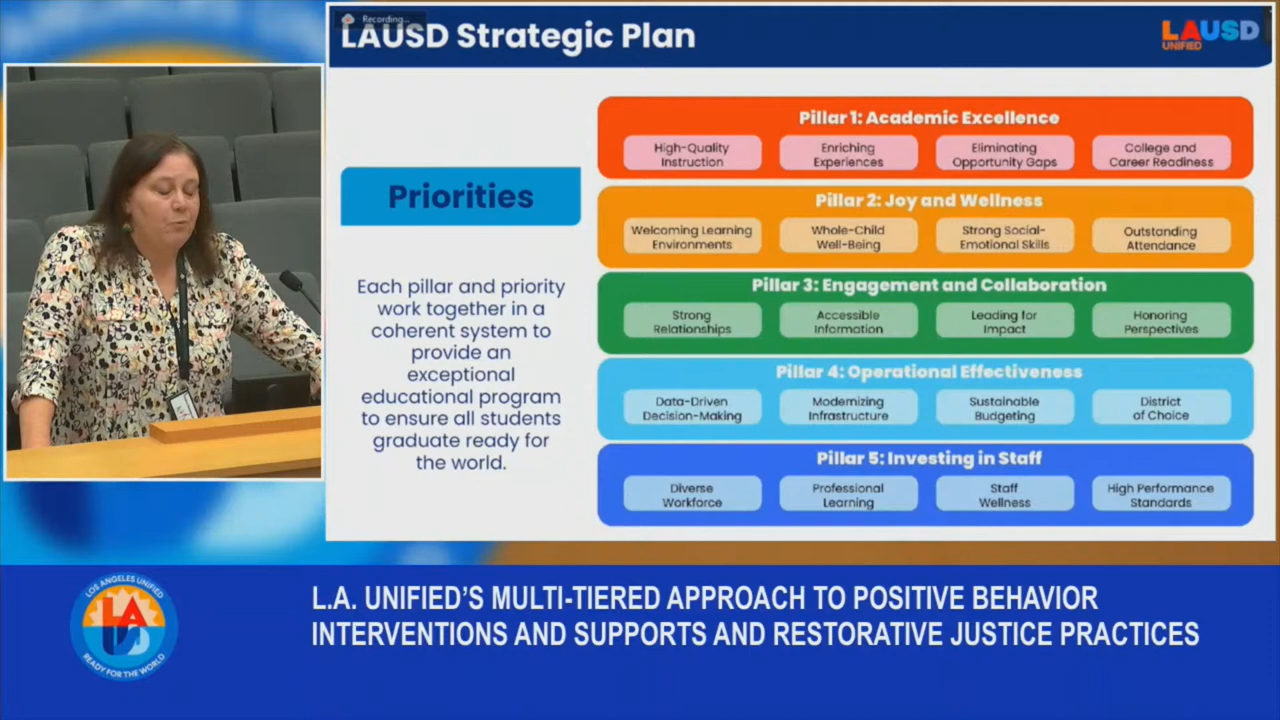 Recording...
LAUSD Strategic Plan
LAUSD
UNIFIED
Priorities
Each pillar and priority
work together in a
coherent system to
provide an
exceptional
educational program
to ensure all students
graduate ready for
the world.
Pillar 1: Academic Excellence
High-Quality
Instruction
Enriching
Experiences
Eliminating
Opportunity Gaps
College and
Career Readiness
Pillar 2: Joy and Wellness
Welcoming Learning
Environments
Whole-Child
Well-Being
Strong Social-
Emotional Skills
Outstanding
Attendance
Pillar 3: Engagement and Collaboration
Strong
Relationships
Accessible
Information
Leading for
Impact
Honoring
Perspectives
Pillar 4: Operational Effectiveness
Data-Driven
Decision-Making
Modernizing
Infrastructure
Sustainable
Budgeting
District
of Choice
Pillar 5: Investing in Staff
Diverse
Workforce
Professional
Learning
Staff
Wellness
High Performance
Standards
LOS ANGELES UNIFIED
LA
US
READY FOR THE WORLD
L.A. UNIFIED'S MULTI-TIERED APPROACH TO POSITIVE BEHAVIOR
INTERVENTIONS AND SUPPORTS AND RESTORATIVE JUSTICE PRACTICES